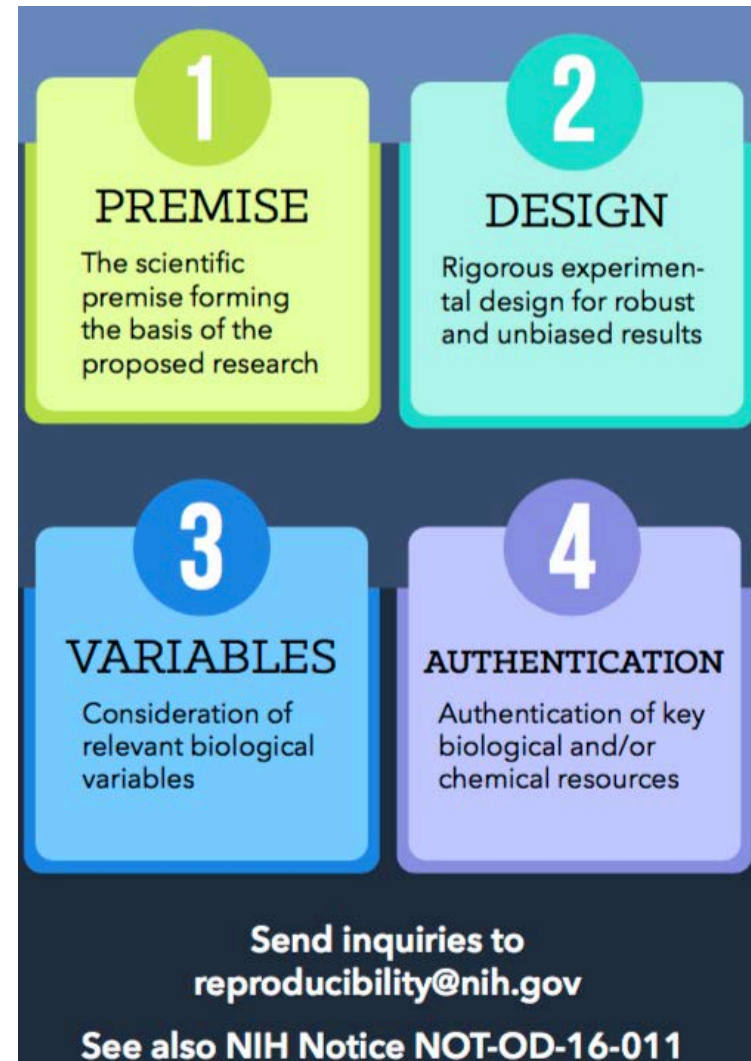 1
PREMISE
The scientific
premise forming
the basis of the
proposed research
2
DESIGN
Rigorous experimen-
tal design for robust
and unbiased results
3
VARIABLES
Consideration of
relevant biological
variables
4
AUTHENTICATION
Authentication of key
biological and/or
chemical resources
Send inquiries to
reproducibility@nih.gov
See also NIH Notice NOT-OD-16-011